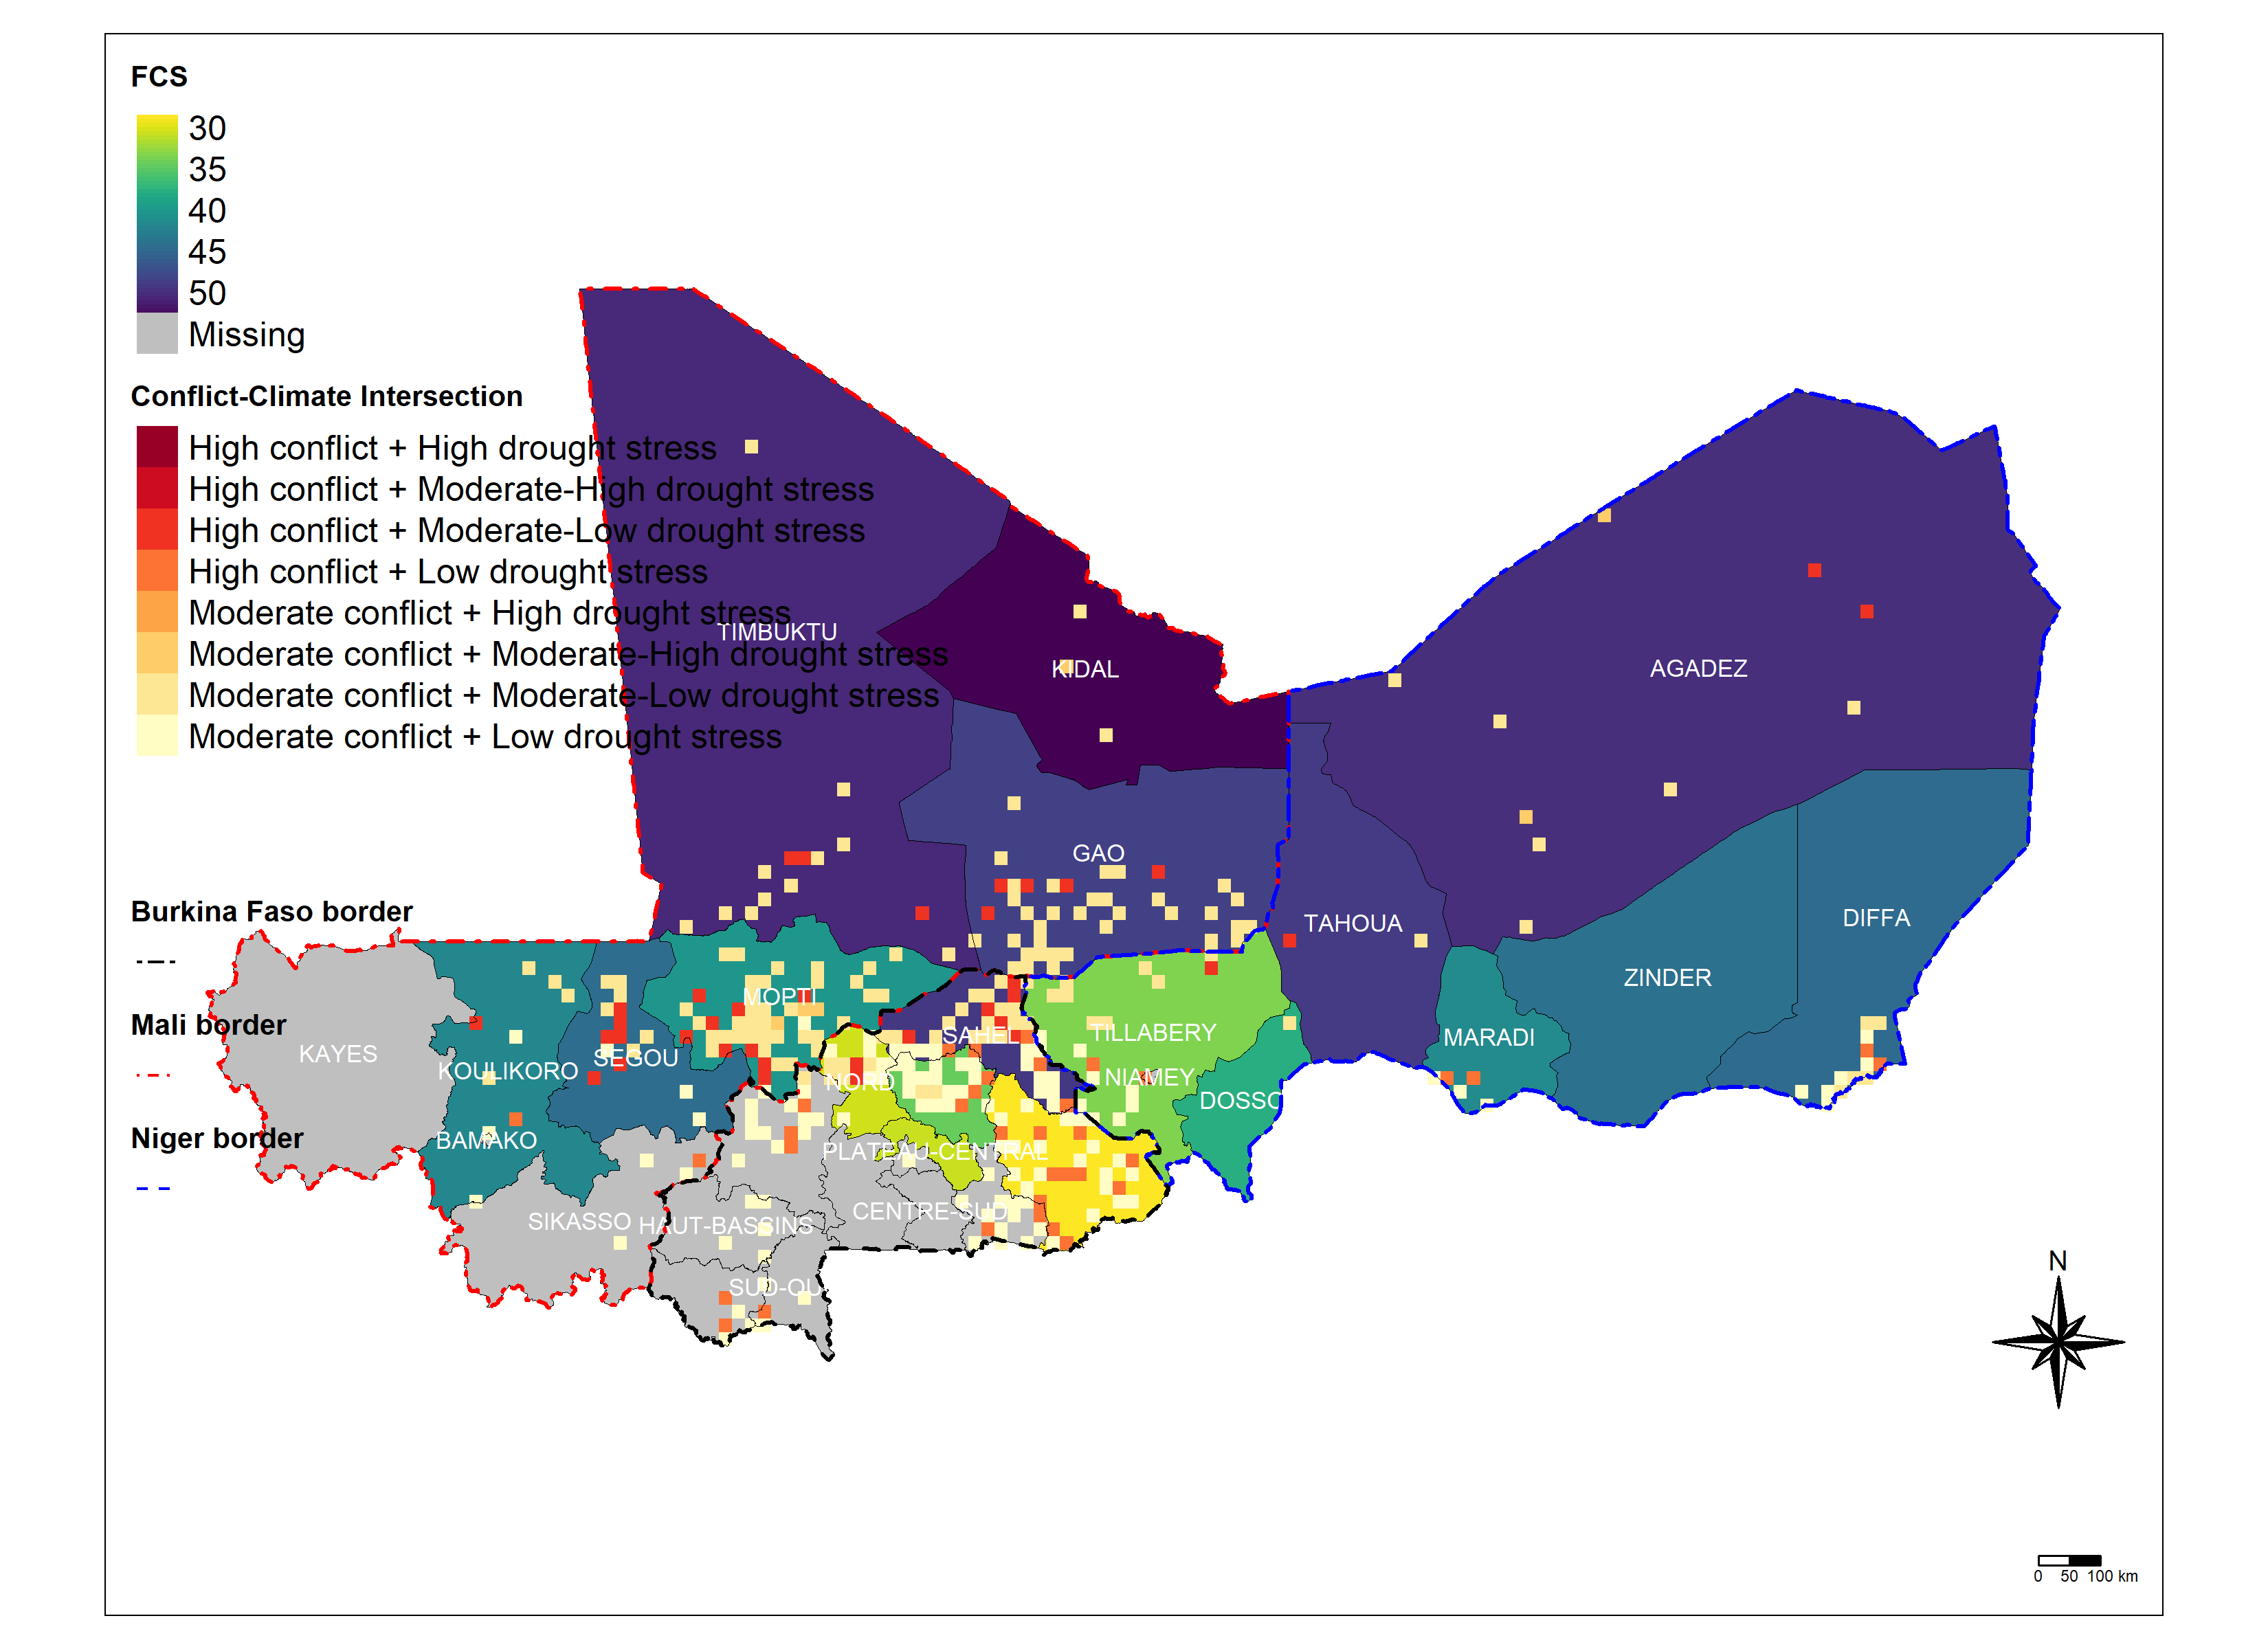 FCS
30
35
40
45
50
Missing
Conflict-Climate Intersection
High conflict + High drought stress
High conflict + Moderate-High drought stress
High conflict + Moderate-Low drought stress
High conflict + Low drought stress
Moderate conflict + High drought stress
Moderate conflict + Moderate-High drought stress
Moderate conflict + Moderate-Low drought stress
Moderate conflict + Low drought stress
Burkina Faso border
Mali border
Niger border
TIMBUKTU
KIDAL
AGADEZ
GAO
TAHOUA
DIFFA
ZINDER
MOPTI
SAHEL
TILLABERY
MARADI
KAYES
SEGOU
KOULIKORO
NORD
NIAMEY
DOSSO
BAMAKO
PLATEAU-CENTRAL
SIKASSO
HAUT-BASSINS
CENTRE-SUD
SUD-OU
N
0 50 100 km